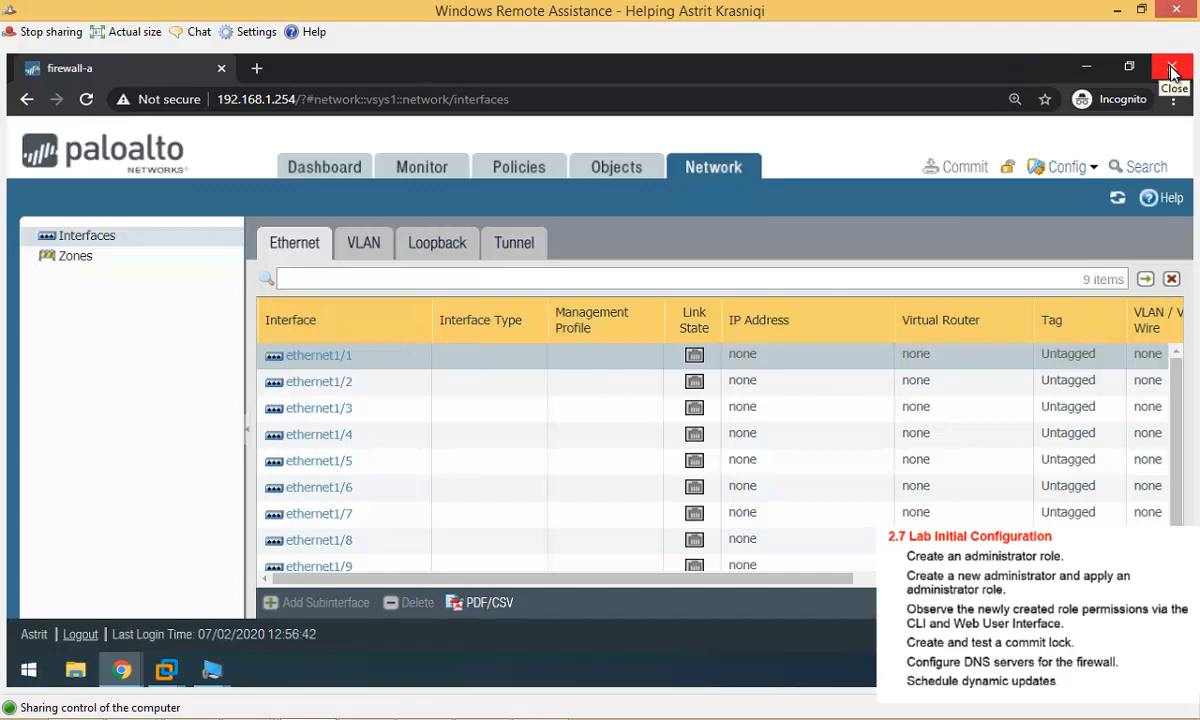 Windows Remote Assistance - Helping Astrit Krasniqi
Stop sharing Actual size Chat Settings Help
firewall-a
Close
Not secure 192.168.1.254/?#network::vsys1::network/interfaces Incognito
paloalto
NETWORKS
Dashboard Monitor Policies Objects Network
Commit Config Search
Help
Interfaces
Zones
Ethernet VLAN Loopback Tunnel
9 items
Interface Interface Type Management Profile Link State IP Address Virtual Router Tag VLAN / V Wire
ethernet1/1 none none Untagged none
ethernet1/2 none none Untagged none
ethernet1/3 none none Untagged none
ethernet1/4 none none Untagged none
ethernet1/5 none none Untagged none
ethernet1/6 none none Untagged none
ethernet1/7 none none Untagged none
ethernet1/8 none
ethernet1/9 none
Add Subinterface Delete PDF/CSV
Astrit | Logout | Last Login Time: 07/02/2020 12:56:42
2.7 Lab Initial Configuration
Create an administrator role.
Create a new administrator and apply an
administrator role.
Observe the newly created role permissions via the
CLI and Web User Interface.
Create and test a commit lock.
Configure DNS servers for the firewall.
Schedule dynamic updates.
Sharing control of the computer